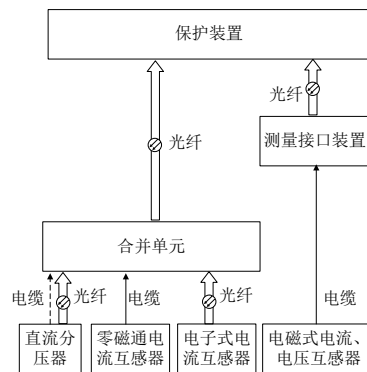 保护装置
光纤
光纤
测量接口装置
合并单元
电缆
光纤
电缆
光纤
电缆
直流分
压器
零磁通电
流互感器
电子式电
流互感器
电磁式电流、
电压互感器